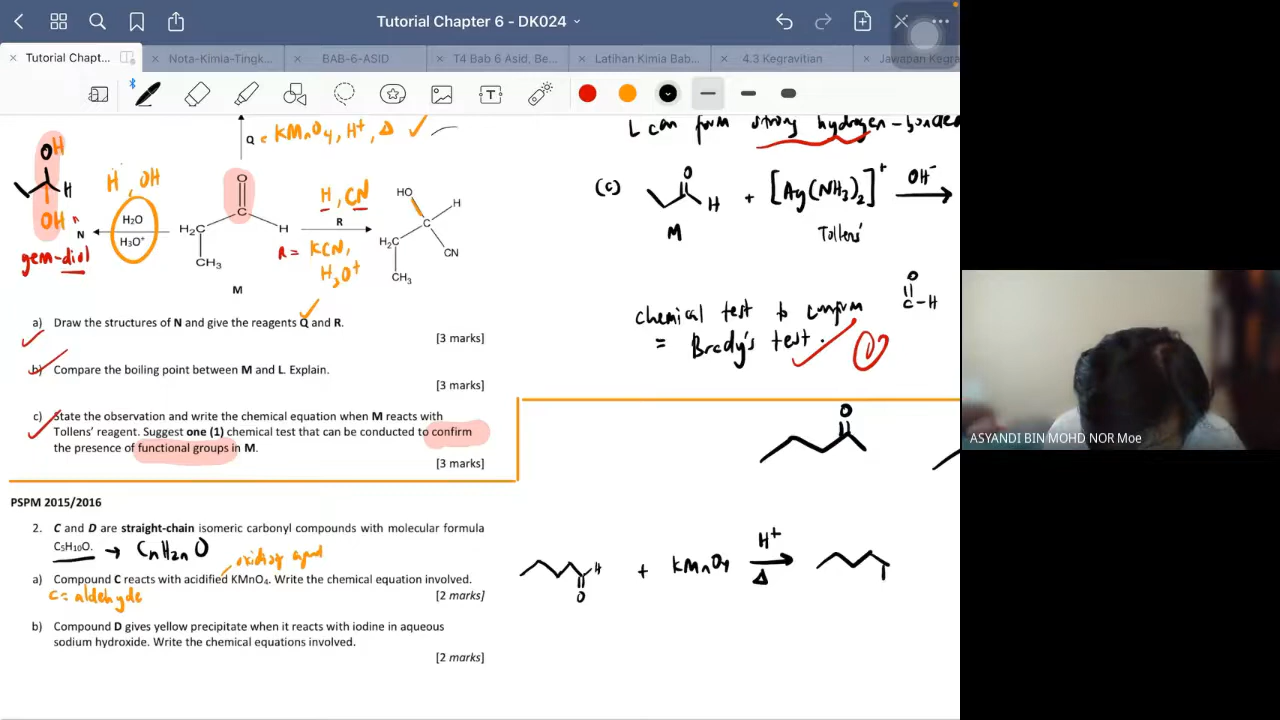 Tutorial Chapter 6 - DK024
Tutorial Chapt...
Nota-Kimia-Tingk...
BAB-6-ASID
T4 Bab 6 Asid, Be...
Latihan Kimia Bab...
4.3 Kegravitian
Jawapan Kegra
Q = KMnO4, H+, Δ
L can form strong hydrogen-bonded
OH
H
OH
gem-diol
N
H, OH
H2O
H3O+
O
C
H2C
H
CH3
M
H, CN
R
R = KCN,
H3O+
HO
H
C
H2C
CN
CH3
(c)
O
H
M
+ [Ag(NH3)2]+
Tollens'
OH-
a) Draw the structures of N and give the reagents Q and R.
[3 marks]
b) Compare the boiling point between M and L. Explain.
[3 marks]
c) State the observation and write the chemical equation when M reacts with
Tollens' reagent. Suggest one (1) chemical test that can be conducted to confirm
the presence of functional groups in M.
[3 marks]
chemical test to confirm
= Brady's test.
O
C-H
PSPM 2015/2016
2. C and D are straight-chain isomeric carbonyl compounds with molecular formula
C5H10O. → CnH2nO
a) Compound C reacts with acidified KMnO4. Write the chemical equation involved.
C = aldehyde
[2 marks]
b) Compound D gives yellow precipitate when it reacts with iodine in aqueous
sodium hydroxide. Write the chemical equations involved.
[2 marks]
O
H
O
+ KMnO4
H+
Δ
ASYANDI BIN MOHD NOR Moe